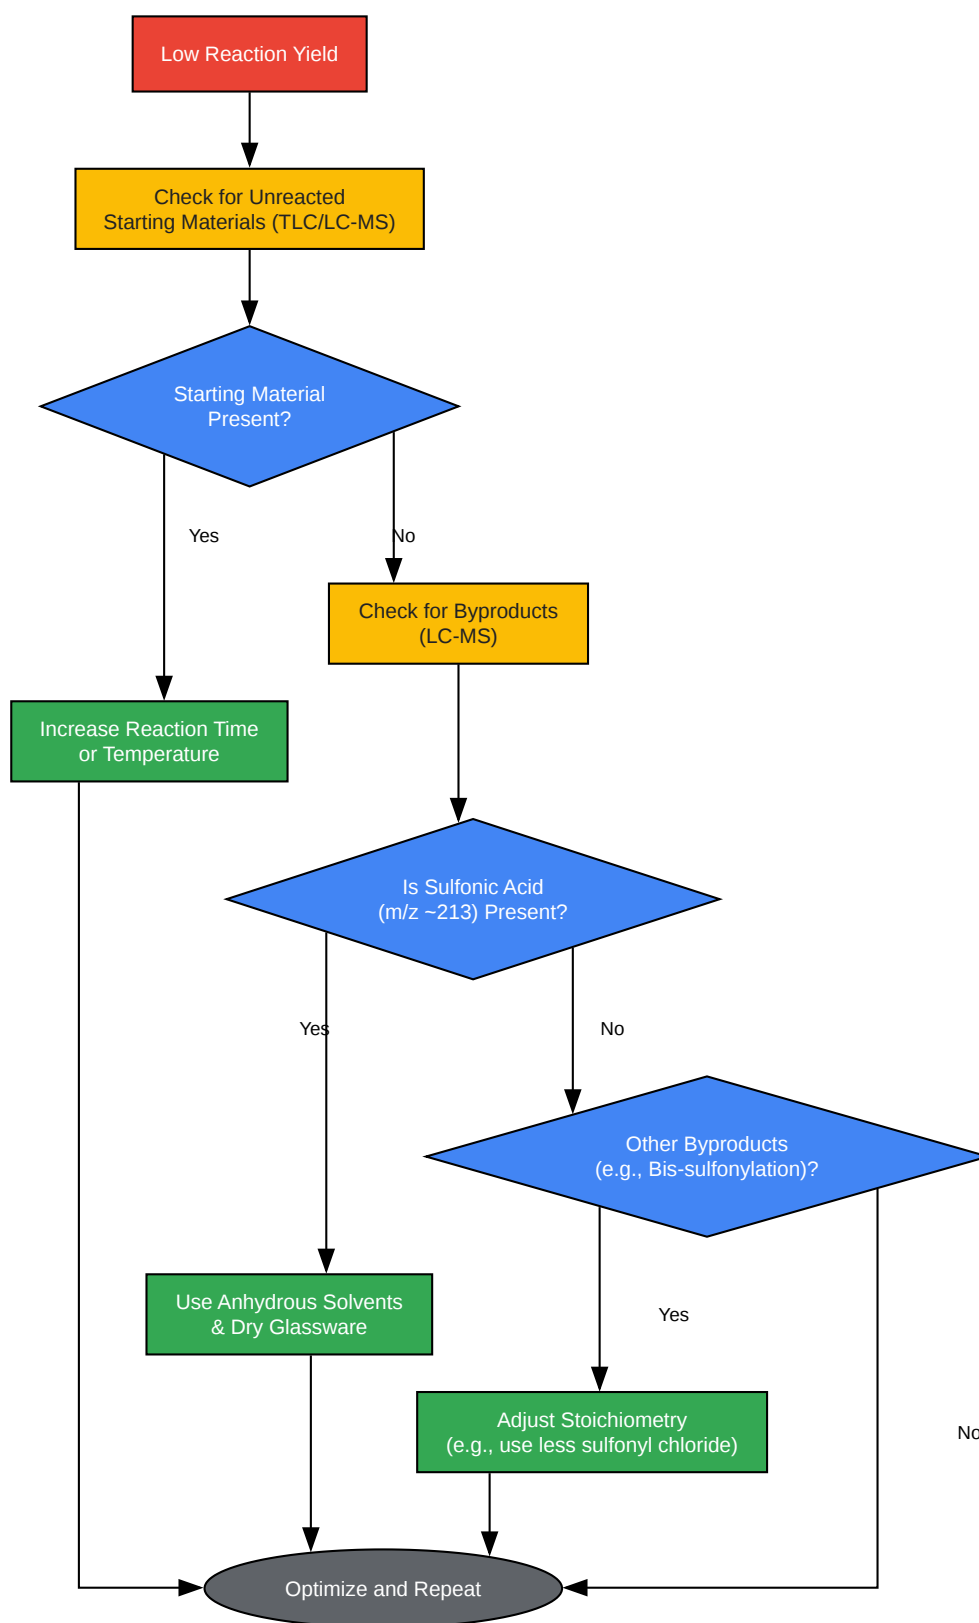 Low Reaction Yield
Check for Unreacted
Starting Materials (TLC/LC-MS)
Starting Material
Present?
Yes
No
Check for Byproducts
(LC-MS)
Increase Reaction Time
or Temperature
Is Sulfonic Acid
(m/z ~213) Present?
Yes
No
Other Byproducts
(e.g., Bis-sulfonylation)?
Use Anhydrous Solvents
& Dry Glassware
Yes
Adjust Stoichiometry
(e.g., use less sulfonyl chloride)
No
Optimize and Repeat